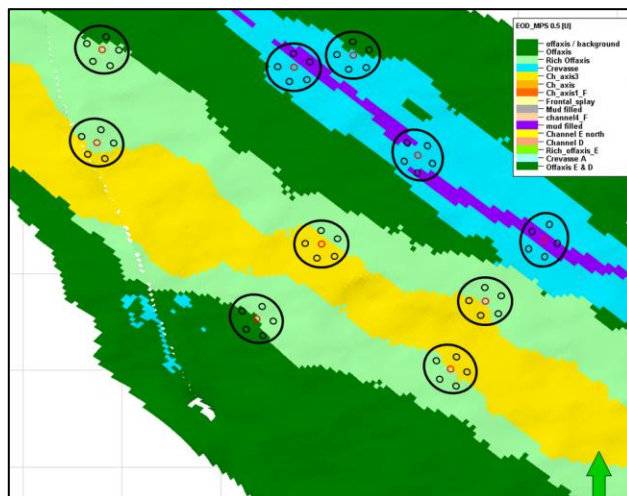 EOD_MPS 0.5 [U]
offaxis / background
Offaxis
Rich Offaxis
Crevasse
Ch_axis3
Ch_axis
Ch_axis1_F
Frontal_splay
Mud filled
channel4_F
mud filled
Channel E north
Channel D
Rich_offaxis_E
Crevasse A
Offaxis E & D